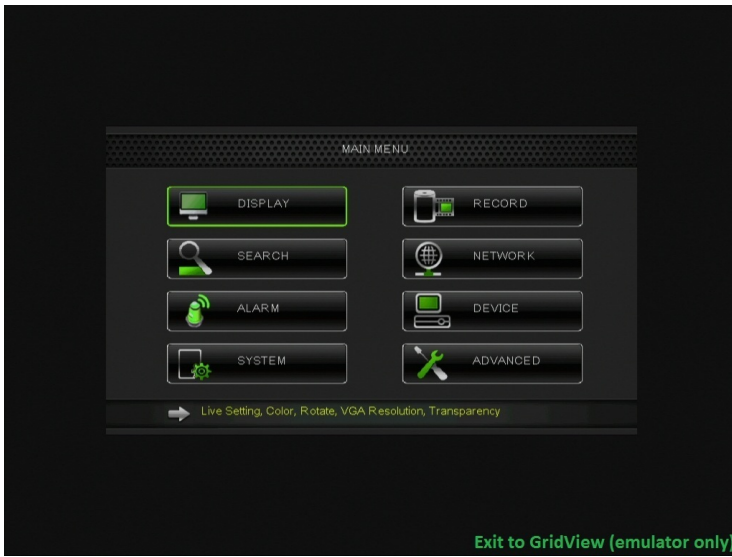 MAIN MENU
DISPLAY
RECORD
SEARCH
NETWORK
ALARM
DEVICE
SYSTEM
ADVANCED
Live Setting, Color, Rotate, VGA Resolution, Transparency
Exit to GridView (emulator only)